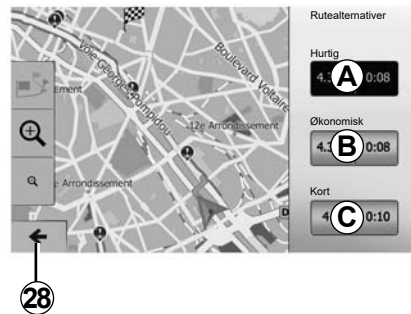 Rutealternativer
Hurtig
A 0:08
Voie Georges-Pompidou
Boulevard Voltaire
Økonomisk
B 0:08
12e Arrondissement
Kort
Arrondissement
4 C 0:10
D
28